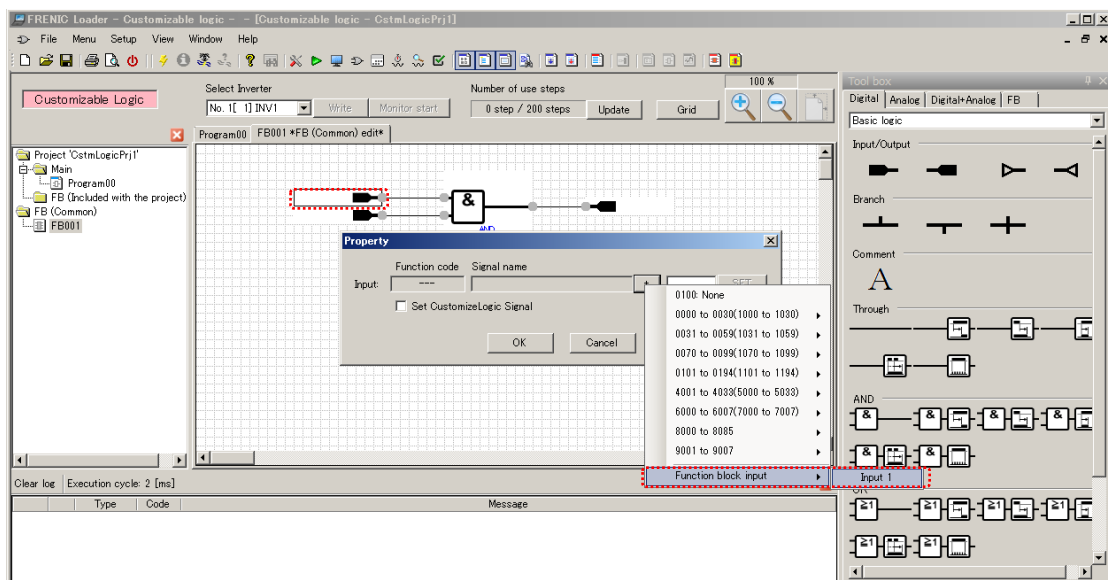 FRENIC Loader - Customizable logic - - [Customizable logic - CstmLogicPrj1]
File Menu Setup View Window Help
Customizable Logic
Select Inverter
No. 1[ 1] INV1
Write
Monitor start
Number of use steps
0 step / 200 steps
Update
Grid
100 %
Program00
FB001 *FB (Common) edit*
Project 'CstmLogicPrj1'
Main
Program00
FB (Included with the project)
FB (Common)
FB001
&
AND
Property
Function code Signal name
Input: ---
+
SET
Set CustomizeLogic Signal
OK
Cancel
0100: None
0000 to 0030(1000 to 1030)
0031 to 0059(1031 to 1059)
0070 to 0099(1070 to 1099)
0101 to 0194(1101 to 1194)
4001 to 4033(5000 to 5033)
6000 to 6007(7000 to 7007)
8000 to 8085
9001 to 9007
Function block input
Input 1
Tool box
Digital Analog Digital+Analog FB
Basic logic
Input/Output
Branch
Comment
A
Through
AND
& & & &
& &
OR
≧1 ≧1 ≧1 ≧1
≧1 ≧1
Clear log Execution cycle: 2 [ms]
Type Code Message